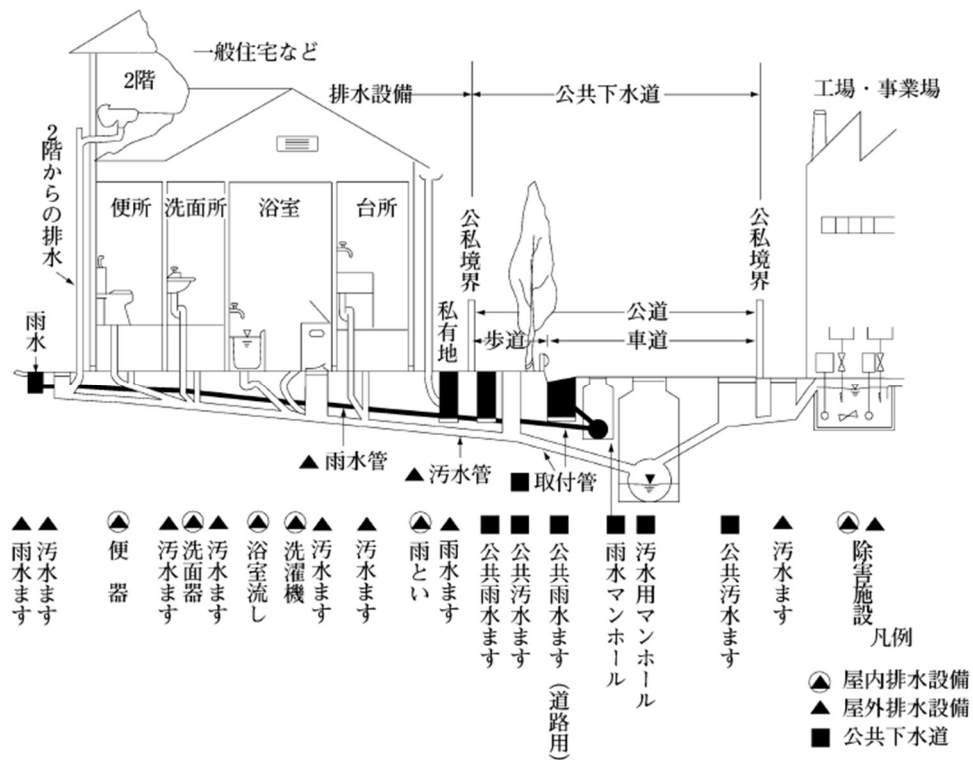 一般住宅など
2階
排水設備
公共下水道
工場・事業場
2階からの排水
便所
洗面所
浴室
台所
公私境界
公私境界
雨水
私有地
公道
歩道
車道
▲雨水管
▲汚水管
■取付管
▲雨水ます
▲汚水ます
便器
▲汚水ます
洗面器
▲汚水ます
浴室流し
洗濯機
▲汚水ます
▲汚水ます
雨とい
▲雨水ます
■公共雨水ます
■公共汚水ます
■公共雨水ます（道路用）
■雨水マンホール
■汚水用マンホール
■公共汚水ます
▲汚水ます
▲除害施設
凡例
屋内排水設備
▲屋外排水設備
■公共下水道